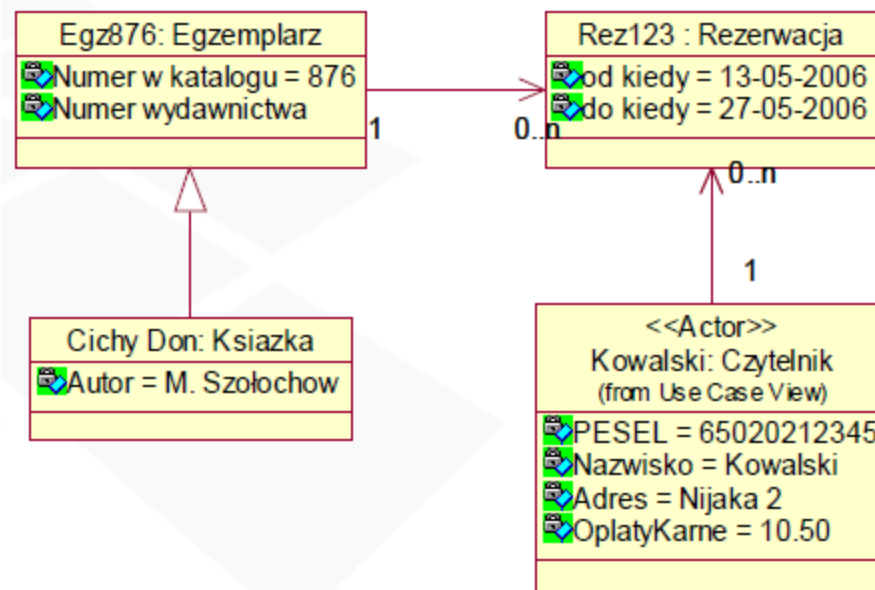 Egz876: Egzemplarz
Numer w katalogu = 876
Numer wydawnictwa
1
0..n
Rez123 : Rezerwacja
od kiedy = 13-05-2006
do kiedy = 27-05-2006
0..n
1
Cichy Don: Ksiazka
Autor = M. Szołochow
<<Actor>>
Kowalski: Czytelnik
(from Use Case View)
PESEL = 65020212345
Nazwisko = Kowalski
Adres = Nijaka 2
OplatyKarne = 10.50